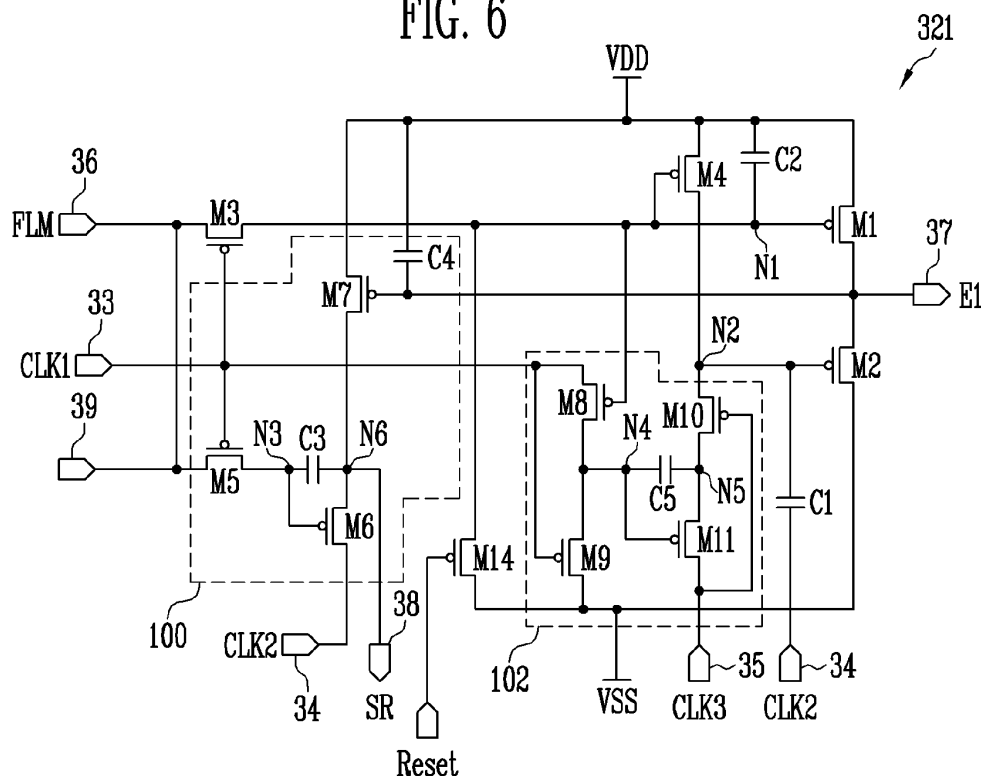 FIG. 6
321
VDD
36
FLM
M3
M4
C2
M1
37
N1
E1
C4
M7
33
CLK1
N2
M2
M8
M10
39
N3
C3
N6
N4
M5
C5
N5
C1
M6
M14
M9
M11
100
38
CLK2
34
SR
102
VSS
35
34
CLK3
CLK2
Reset